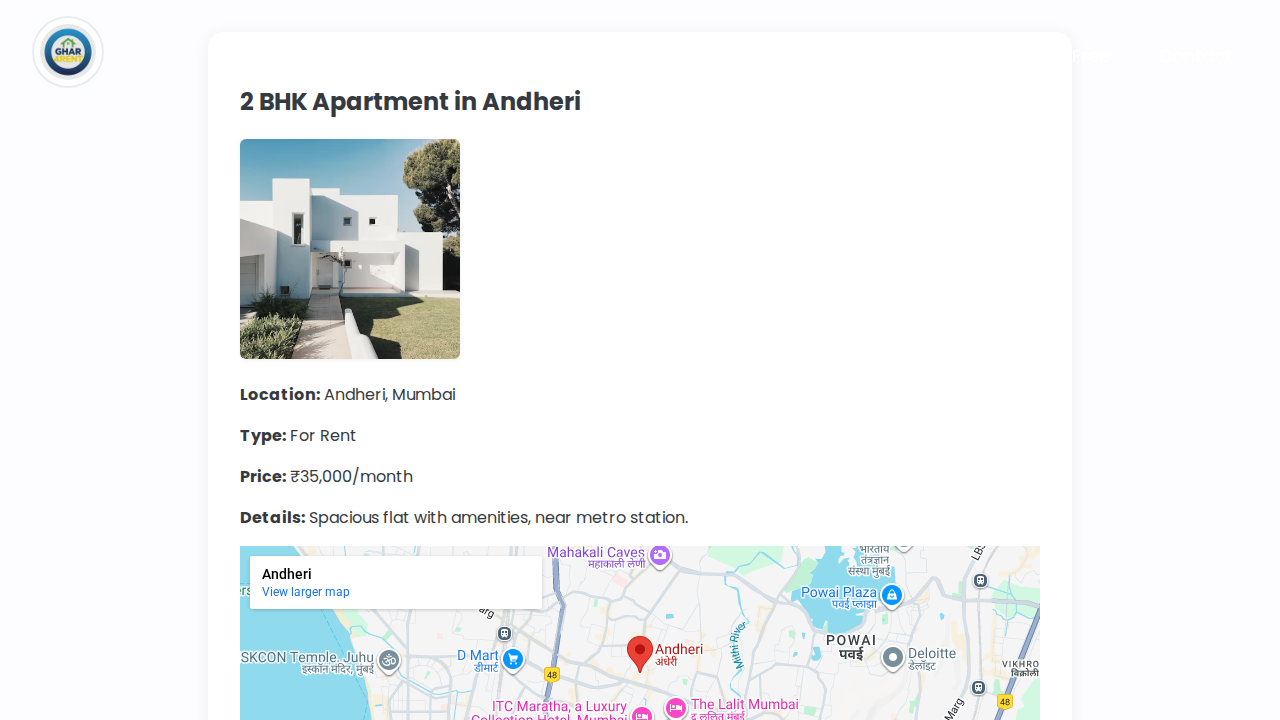 GHAR
4RENT
2 BHK Apartment in Andheri
Location: Andheri, Mumbai
Type: For Rent
Price: ₹35,000/month
Details: Spacious flat with amenities, near metro station.
Andheri
View larger map
Mahakali Caves
महाकाली लेणी
भारतीय
तंत्रज्ञान
संस्था मुंबई
LBS
Powai Plaza
पवई प्लाझा
POWAI
पवई
Mithi River
Andheri
अंधेरी
Deloitte
डेलॉइट
SKCON Temple, Juhu
इस्कॉन मंदिर, मुंबई
D Mart
डीमार्ट
48
VIKHRO
विक्रोली
48
ITC Maratha, a Luxury
Collection Hotel, Mumbai
The Lalit Mumbai
द ललित मुंबई
Marg